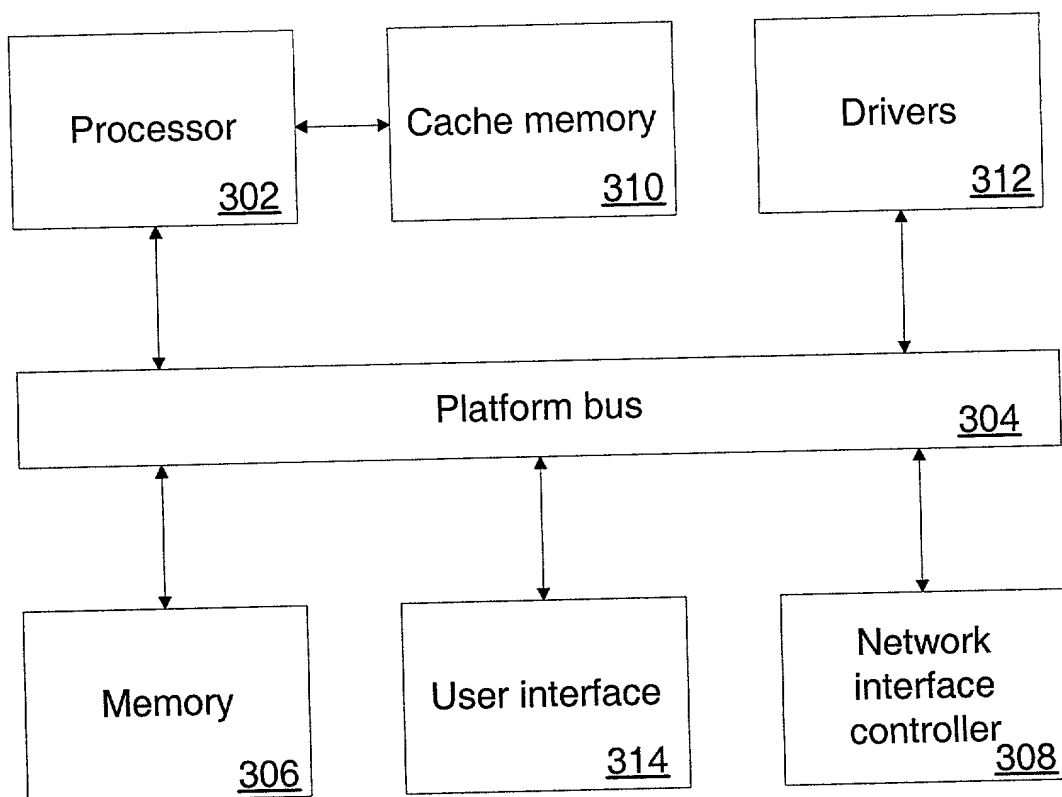 Processor
302
Cache memory
310
Drivers
312
Platform bus
304
Memory
306
User interface
314
Network
interface
controller
308